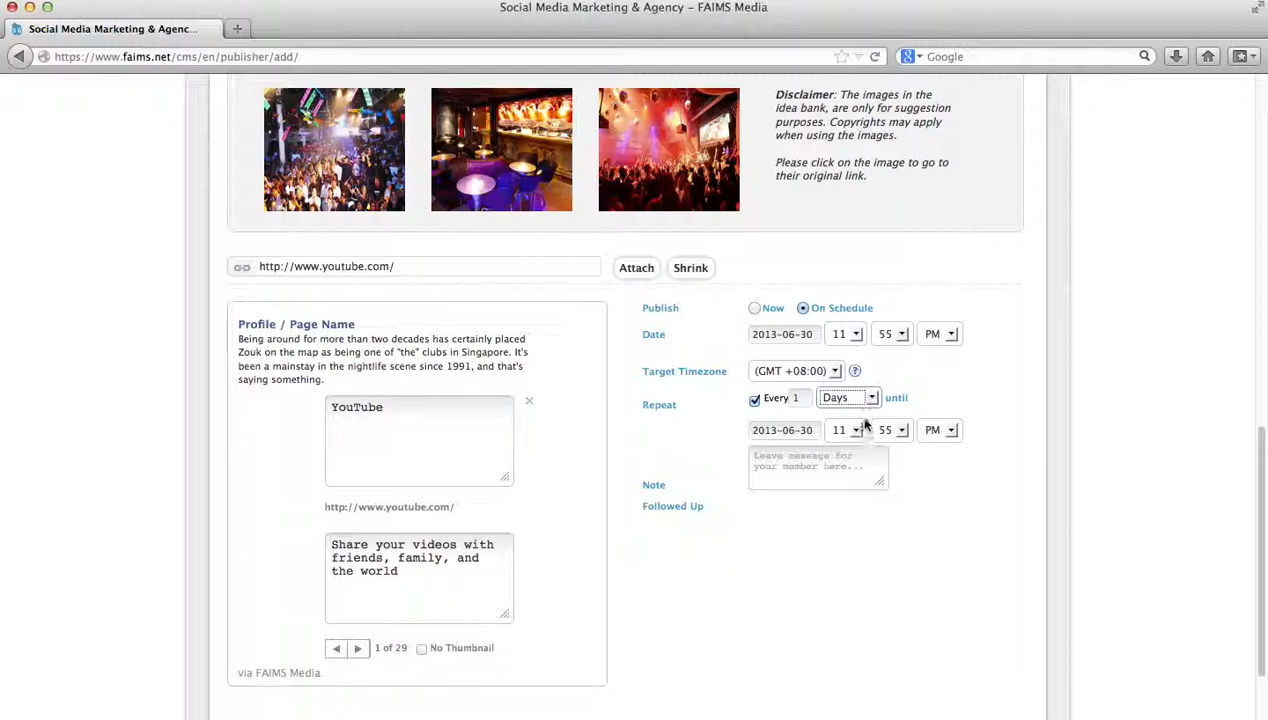 Social Media Marketing & Agency – FAIMS Media
Social Media Marketing & Agenc...
https://www.faims.net/cms/en/publisher/add/
Google
Disclaimer: The images in the
idea bank, are only for suggestion
purposes. Copyrights may apply
when using the images.
Please click on the image to go to
their original link.
http://www.youtube.com/
Attach
Shrink
Profile / Page Name
Being around for more than two decades has certainly placed
Zouk on the map as being one of "the" clubs in Singapore. It's
been a mainstay in the nightlife scene since 1991, and that's
saying something.
YouTube
http://www.youtube.com/
Share your videos with
friends, family, and
the world
1 of 29 No Thumbnail
via FAIMS Media
Publish Now On Schedule
Date 2013-06-30 11 55 PM
Target Timezone (GMT +08:00) ?
Repeat Every 1 Days until
2013-06-30 11 55 PM
Leave message for
your member here...
Note
Followed Up